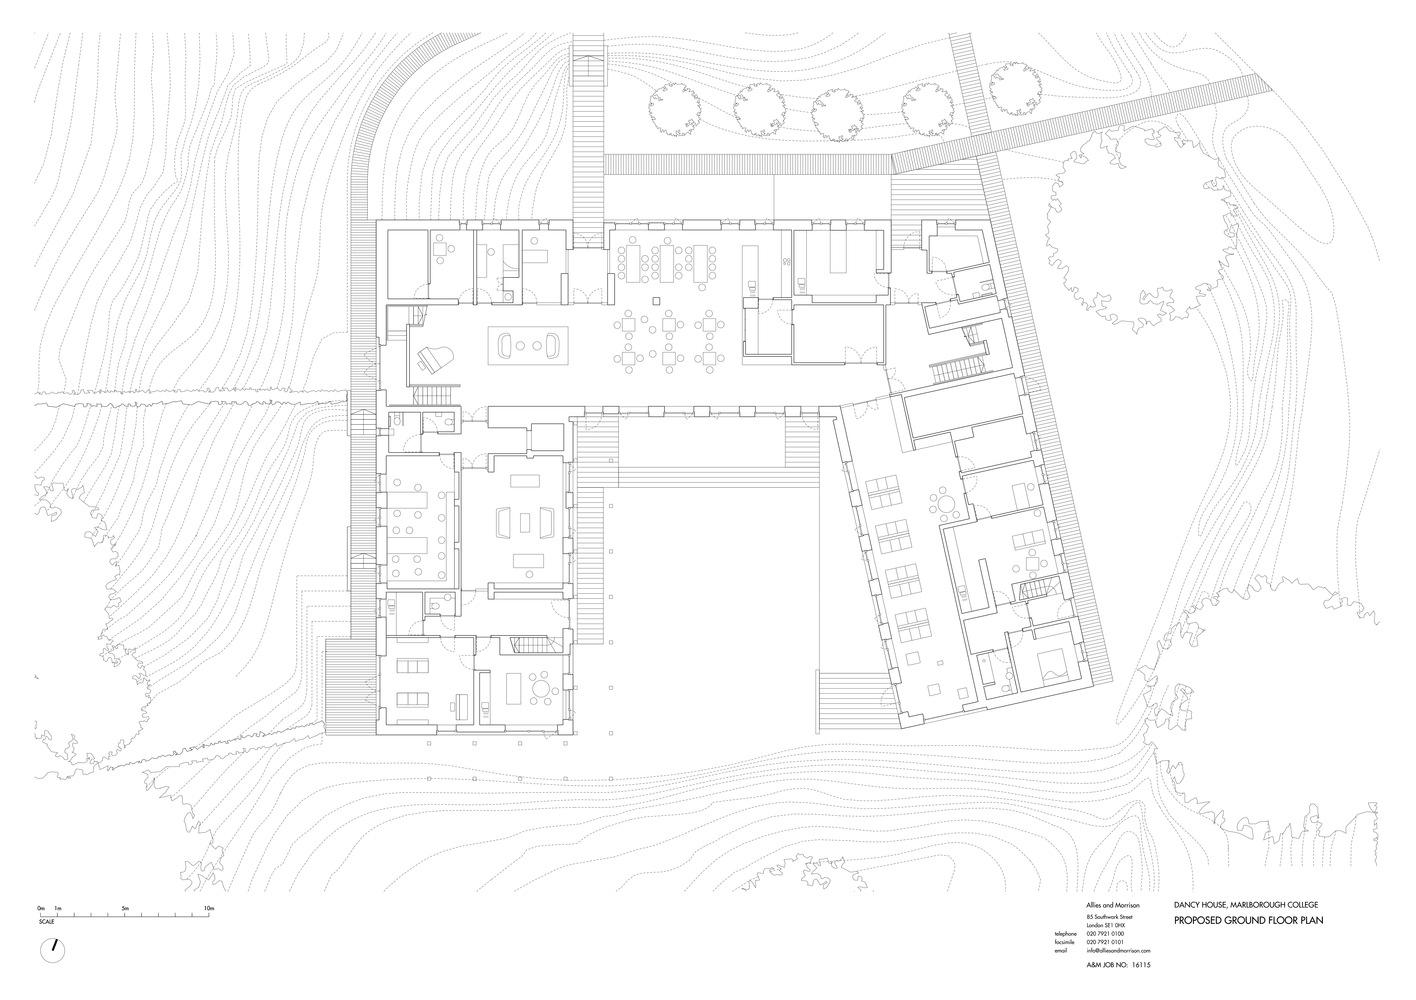 0m 1m 5m 10m
SCALE
Allies and Morrison
85 Southwark Street
London SE1 0HX
telephone 020 7921 0100
facsimile 020 7921 0101
email info@alliesandmorrison.com
A&M JOB NO: 16115
DANCY HOUSE, MARLBOROUGH COLLEGE
PROPOSED GROUND FLOOR PLAN